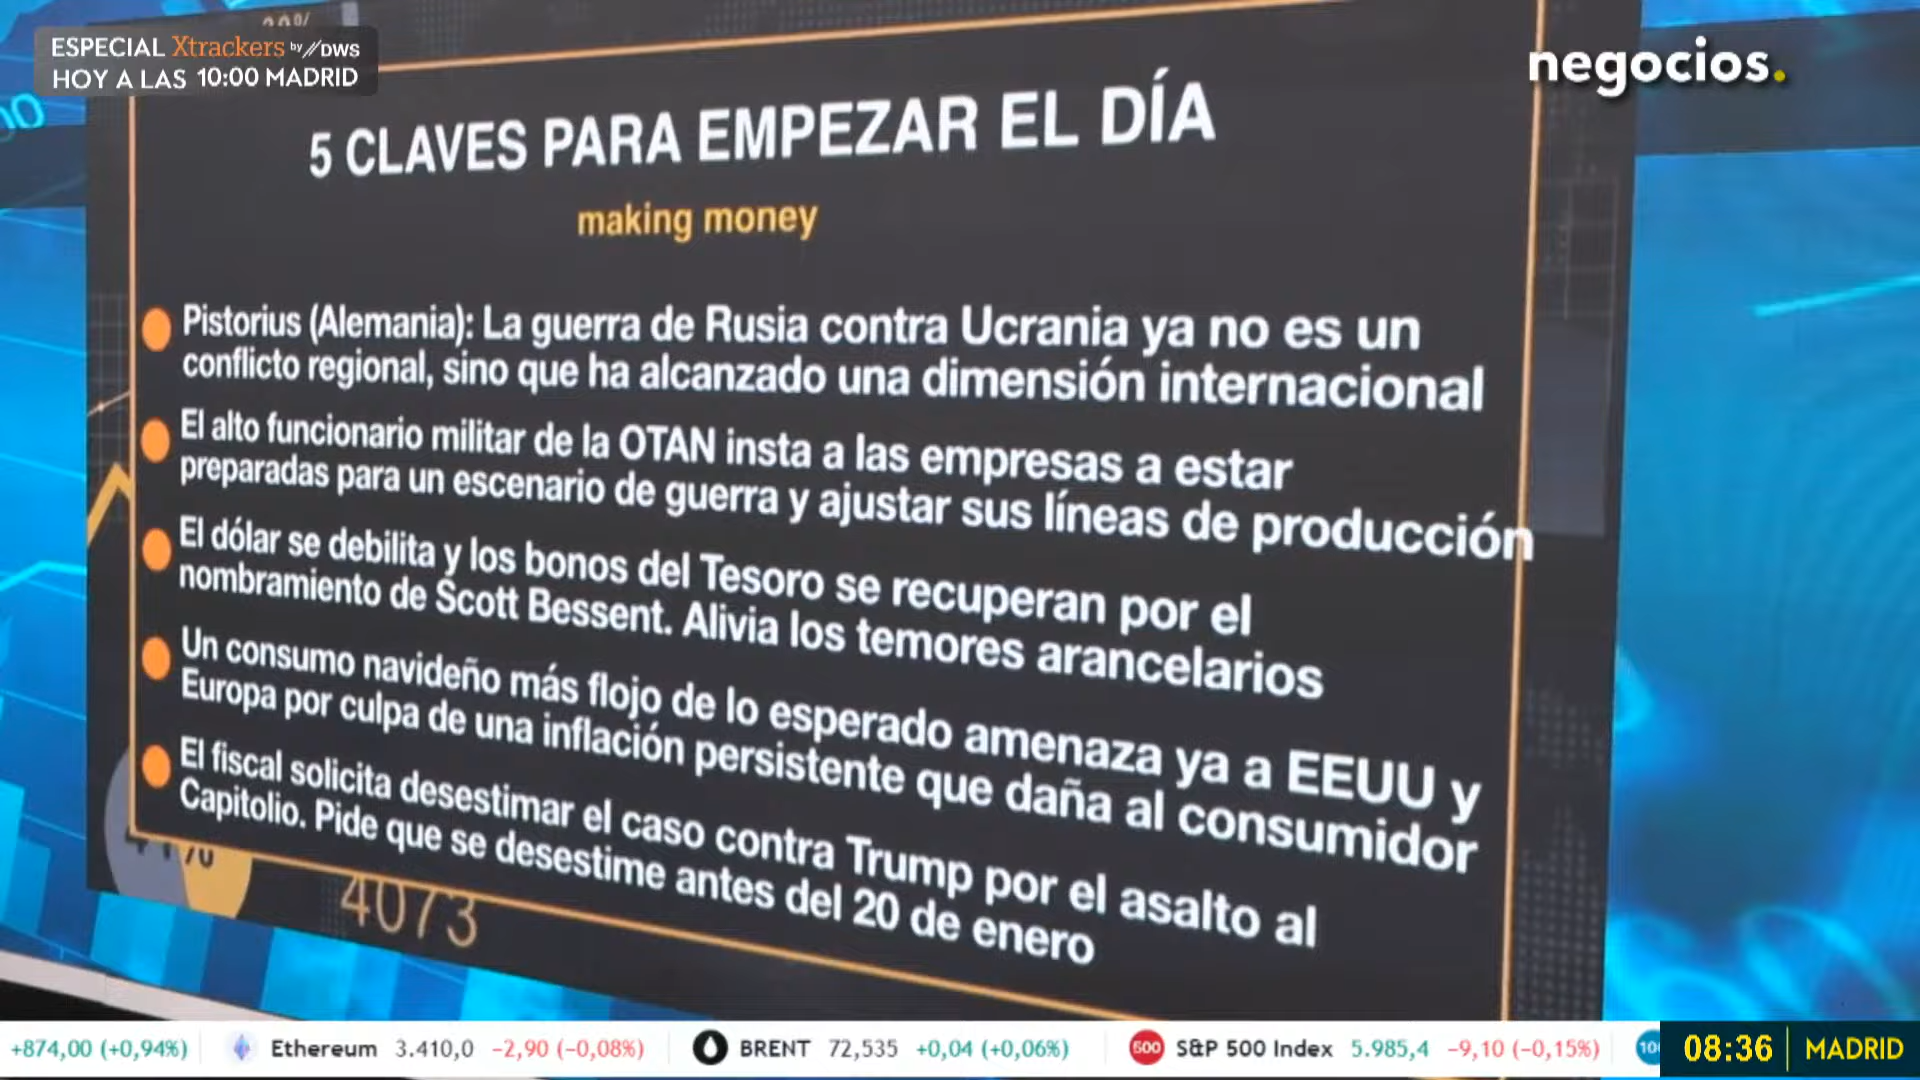 ESPECIAL Xtrackers by DWS
HOY A LAS 10:00 MADRID
negocios.
5 CLAVES PARA EMPEZAR EL DÍA
making money
Pistorius (Alemania): La guerra de Rusia contra Ucrania ya no es un
conflicto regional, sino que ha alcanzado una dimensión internacional
El alto funcionario militar de la OTAN insta a las empresas a estar
preparadas para un escenario de guerra y ajustar sus líneas de producción
El dólar se debilita y los bonos del Tesoro se recuperan por el
nombramiento de Scott Bessent. Alivia los temores arancelarios
Un consumo navideño más flojo de lo esperado amenaza ya a EEUU y
Europa por culpa de una inflación persistente que daña al consumidor
El fiscal solicita desestimar el caso contra Trump por el asalto al
Capitolio. Pide que se desestime antes del 20 de enero
4073
+874,00 (+0,94%) Ethereum 3.410,0 -2,90 (-0,08%) BRENT 72,535 +0,04 (+0,06%) 500 S&P 500 Index 5.985,4 -9,10 (-0,15%) 08:36 MADRID